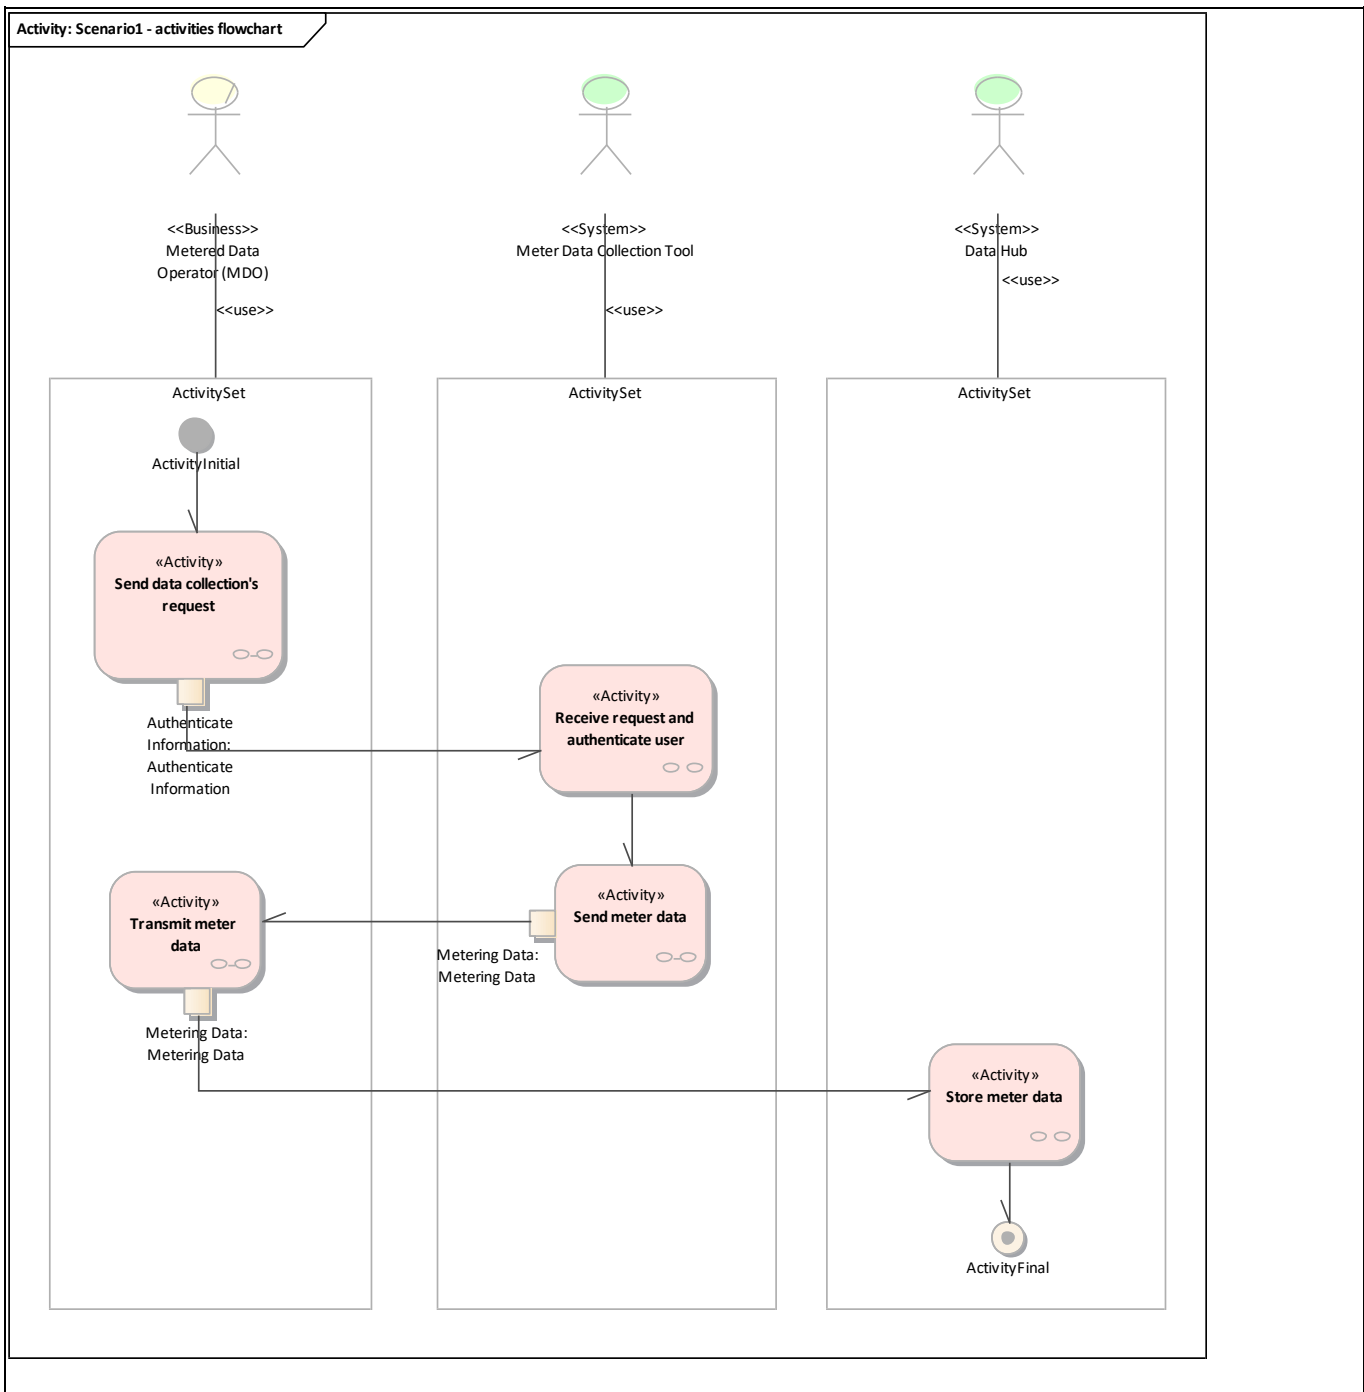 Activity: Scenario1 - activities flowchart
<<Business>>
Metered Data
Operator (MDO)
<<use>>
<<System>>
Meter Data Collection Tool
<<use>>
<<System>>
Data Hub
<<use>>
ActivitySet
ActivitySet
ActivitySet
ActivityInitial
«Activity»
Send data collection's
request
Authenticate
Information:
Authenticate
Information
«Activity»
Receive request and
authenticate user
«Activity»
Send meter data
Metering Data:
Metering Data
«Activity»
Transmit meter
data
Metering Data:
Metering Data
«Activity»
Store meter data
ActivityFinal